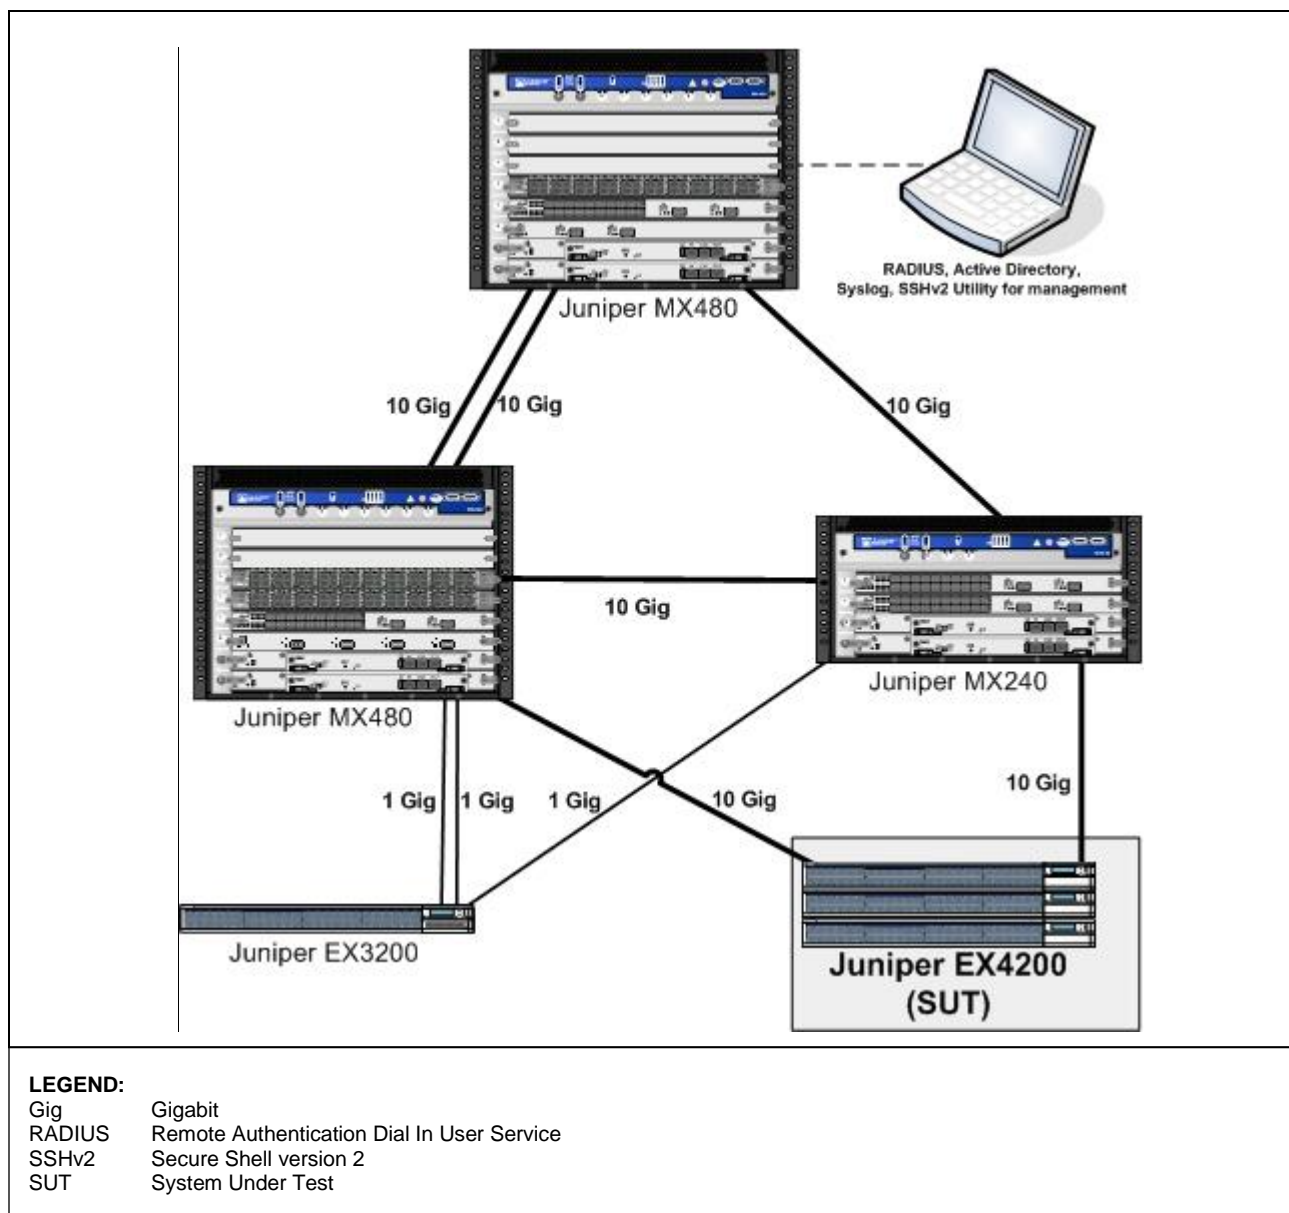 RADIUS, Active Directory,
Syslog, SSHv2 Utility for management
Juniper MX480
10 Gig
10 Gig
10 Gig
10 Gig
Juniper MX240
Juniper MX480
1 Gig
1 Gig
1 Gig
10 Gig
10 Gig
Juniper EX3200
Juniper EX4200
(SUT)
LEGEND:
Gig Gigabit
RADIUS Remote Authentication Dial In User Service
SSHv2 Secure Shell version 2
SUT System Under Test